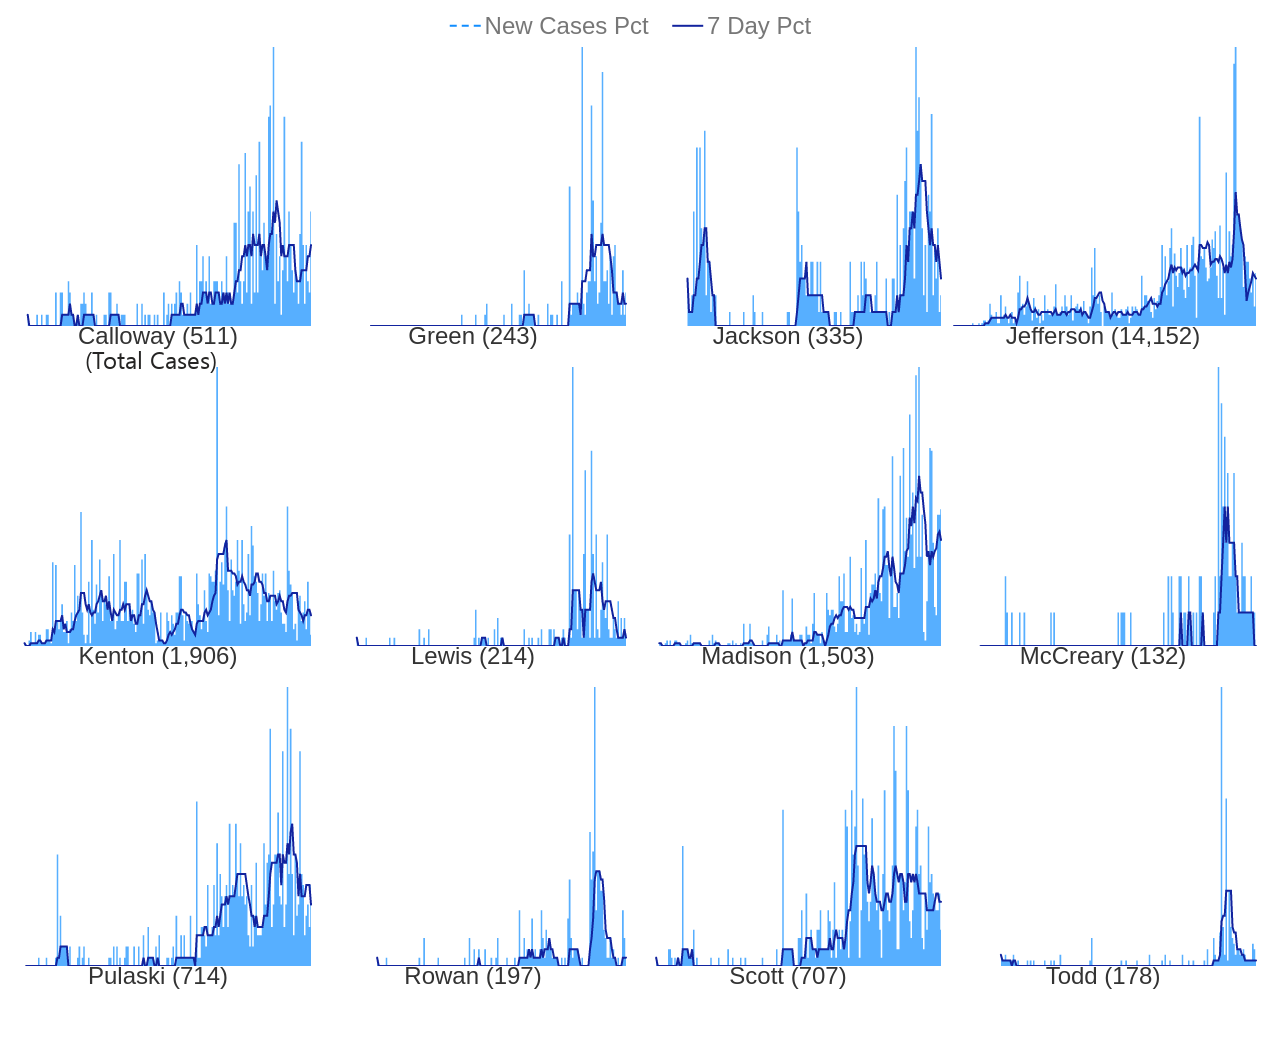 New Cases Pct 7 Day Pct
Calloway (511) Green (243) Jackson (335) Jefferson (14,152)
(Total Cases)
Kenton (1,906) Lewis (214) Madison (1,503) McCreary (132)
Pulaski (714) Rowan (197) Scott (707) Todd (178)